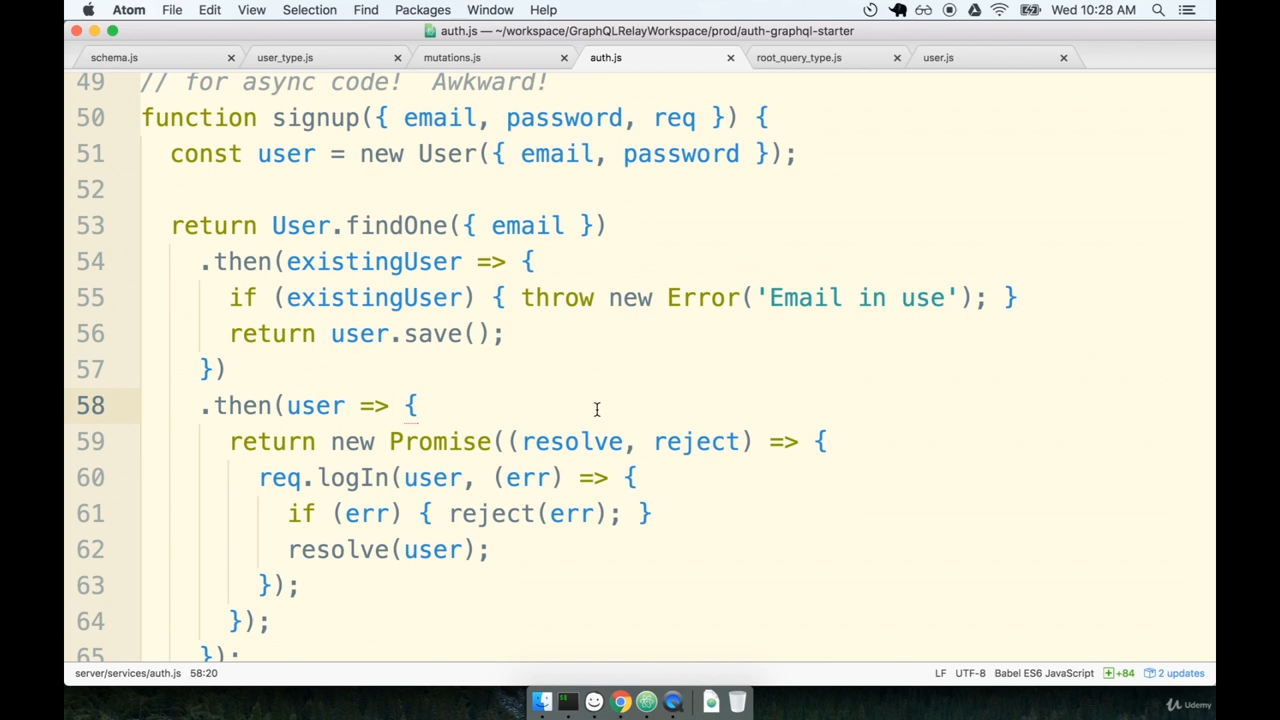 Atom File Edit View Selection Find Packages Window Help Wed 10:28 AM
auth.js — ~/workspace/GraphQLRelayWorkspace/prod/auth-graphql-starter
schema.js user_type.js mutations.js auth.js root_query_type.js user.js
49 // for async code! Awkward!
50 function signup({ email, password, req }) {
51 const user = new User({ email, password });
52
53 return User.findOne({ email })
54 .then(existingUser => {
55 if (existingUser) { throw new Error('Email in use'); }
56 return user.save();
57 })
58 .then(user => {
59 return new Promise((resolve, reject) => {
60 req.logIn(user, (err) => {
61 if (err) { reject(err); }
62 resolve(user);
63 });
64 });
65 });
server/services/auth.js 58:20 LF UTF-8 Babel ES6 JavaScript +84 2 updates
Udemy